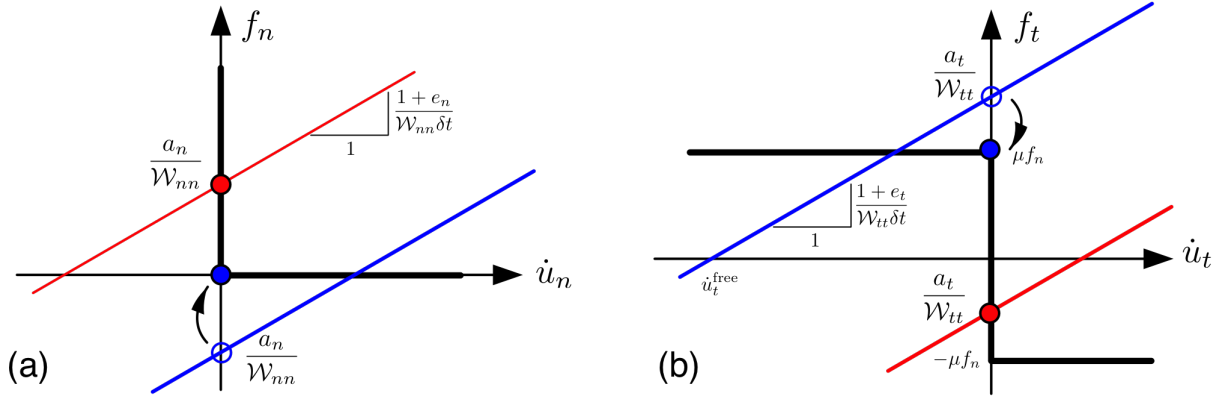 f_n
1 + e_n
W_nn δt
1
a_n
W_nn
u̇_n
a_n
W_nn
(a)
f_t
a_t
W_tt
μf_n
1 + e_t
W_tt δt
1
u̇_t^free
u̇_t
a_t
W_tt
−μf_n
(b)